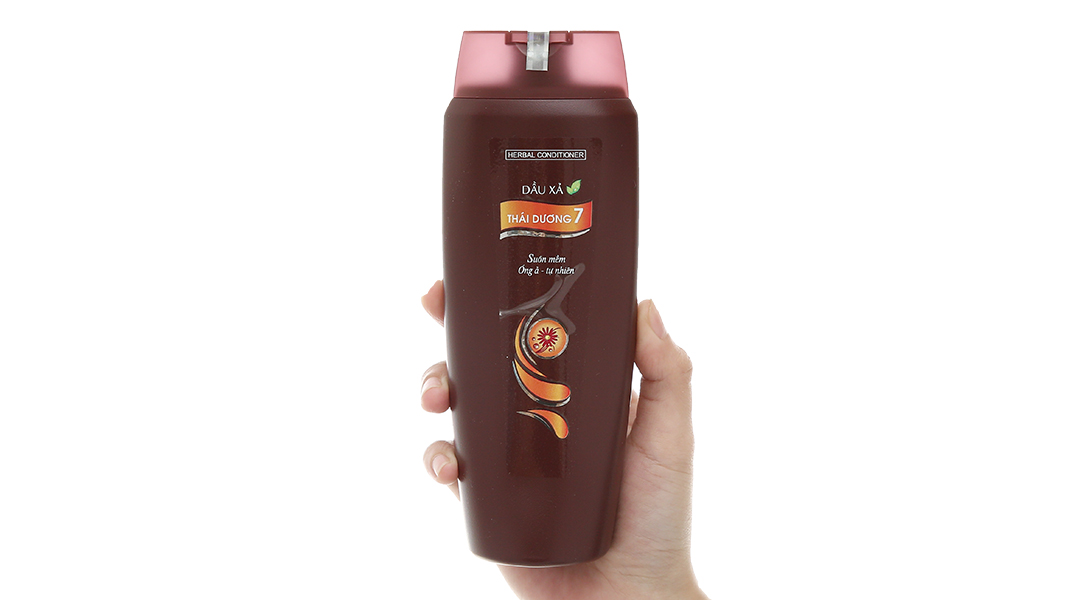 HERBAL CONDITIONER
DẦU XẢ
THÁI DƯƠNG 7
Suôn mềm
Óng ả - tự nhiên